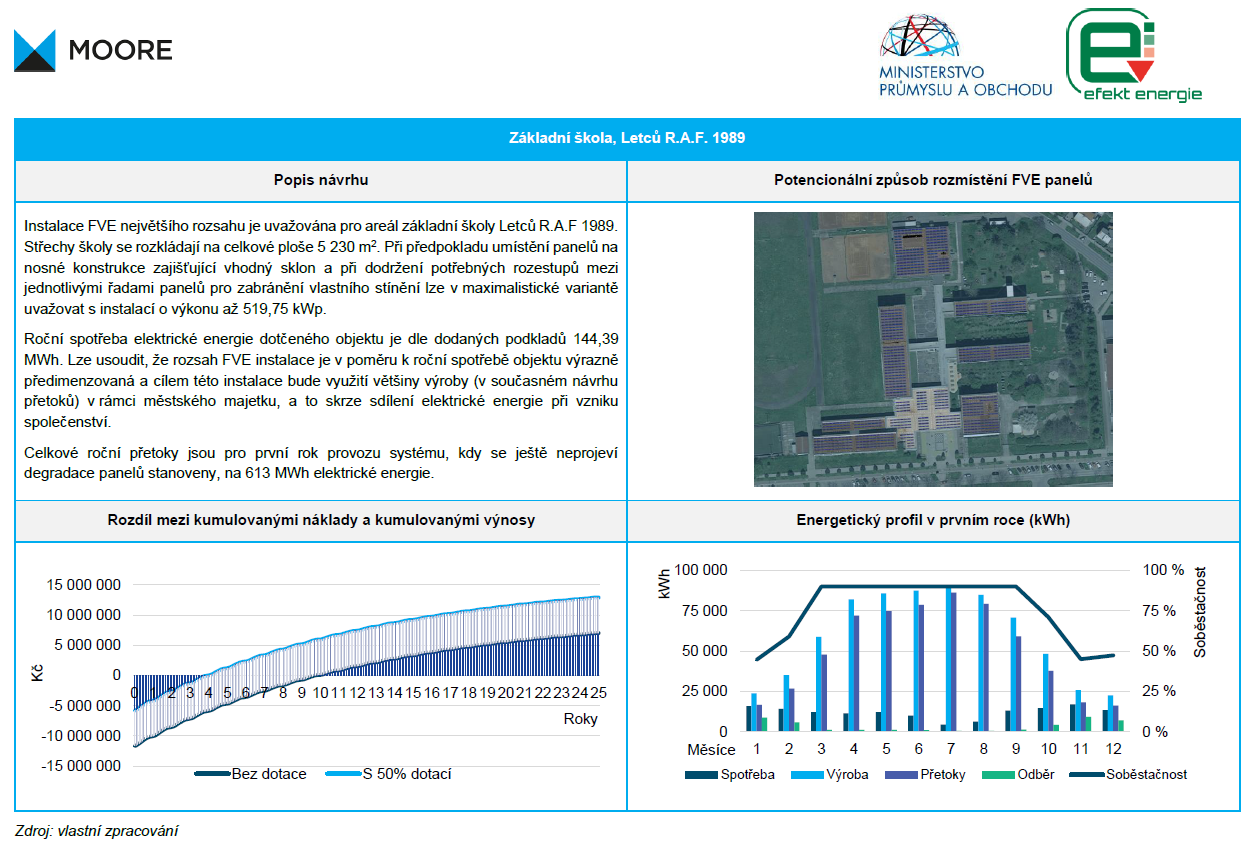 MOORE
MINISTERSTVO
PRŮMYSLU A OBCHODU
efekt energie
Základní škola, Letců R.A.F. 1989
Popis návrhu
Potencionální způsob rozmístění FVE panelů
Instalace FVE největšího rozsahu je uvažována pro areál základní školy Letců R.A.F 1989.
Střechy školy se rozkládají na celkové ploše 5 230 m². Při předpokladu umístění panelů na
nosné konstrukce zajišťující vhodný sklon a při dodržení potřebných rozestupů mezi
jednotlivými řadami panelů pro zabránění vlastního stínění lze v maximalistické variantě
uvažovat s instalací o výkonu až 519,75 kWp.
Roční spotřeba elektrické energie dotčeného objektu je dle dodaných podkladů 144,39
MWh. Lze usoudit, že rozsah FVE instalace je v poměru k roční spotřebě objektu výrazně
předimenzovaná a cílem této instalace bude využití většiny výroby (v současném návrhu
přetoků) v rámci městského majetku, a to skrze sdílení elektrické energie při vzniku
společenství.
Celkové roční přetoky jsou pro první rok provozu systému, kdy se ještě neprojeví
degradace panelů stanoveny, na 613 MWh elektrické energie.
Rozdíl mezi kumulovanými náklady a kumulovanými výnosy
Kč
15 000 000
10 000 000
5 000 000
0
-5 000 000
-10 000 000
-15 000 000
0 1 2 3 4 5 6 7 8 9 10 11 12 13 14 15 16 17 18 19 20 21 22 23 24 25
Roky
Bez dotace S 50% dotací
Energetický profil v prvním roce (kWh)
kWh
100 000
75 000
50 000
25 000
0
100 %
75 %
50 %
25 %
0 %
Soběstačnost
Měsíce 1 2 3 4 5 6 7 8 9 10 11 12
Spotřeba Výroba Přetoky Odběr Soběstačnost
Zdroj: vlastní zpracování